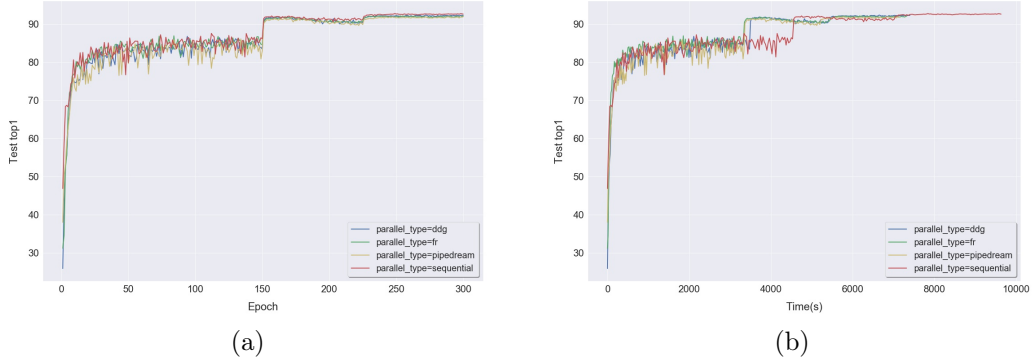 90
80
70
60
50
40
30
0
50
100
150
200
250
300
Test top1
Epoch
parallel_type=ddg
parallel_type=fr
parallel_type=pipedream
parallel_type=sequential
(a)
90
80
70
60
50
40
30
0
2000
4000
6000
8000
10000
Test top1
Time(s)
parallel_type=ddg
parallel_type=fr
parallel_type=pipedream
parallel_type=sequential
(b)